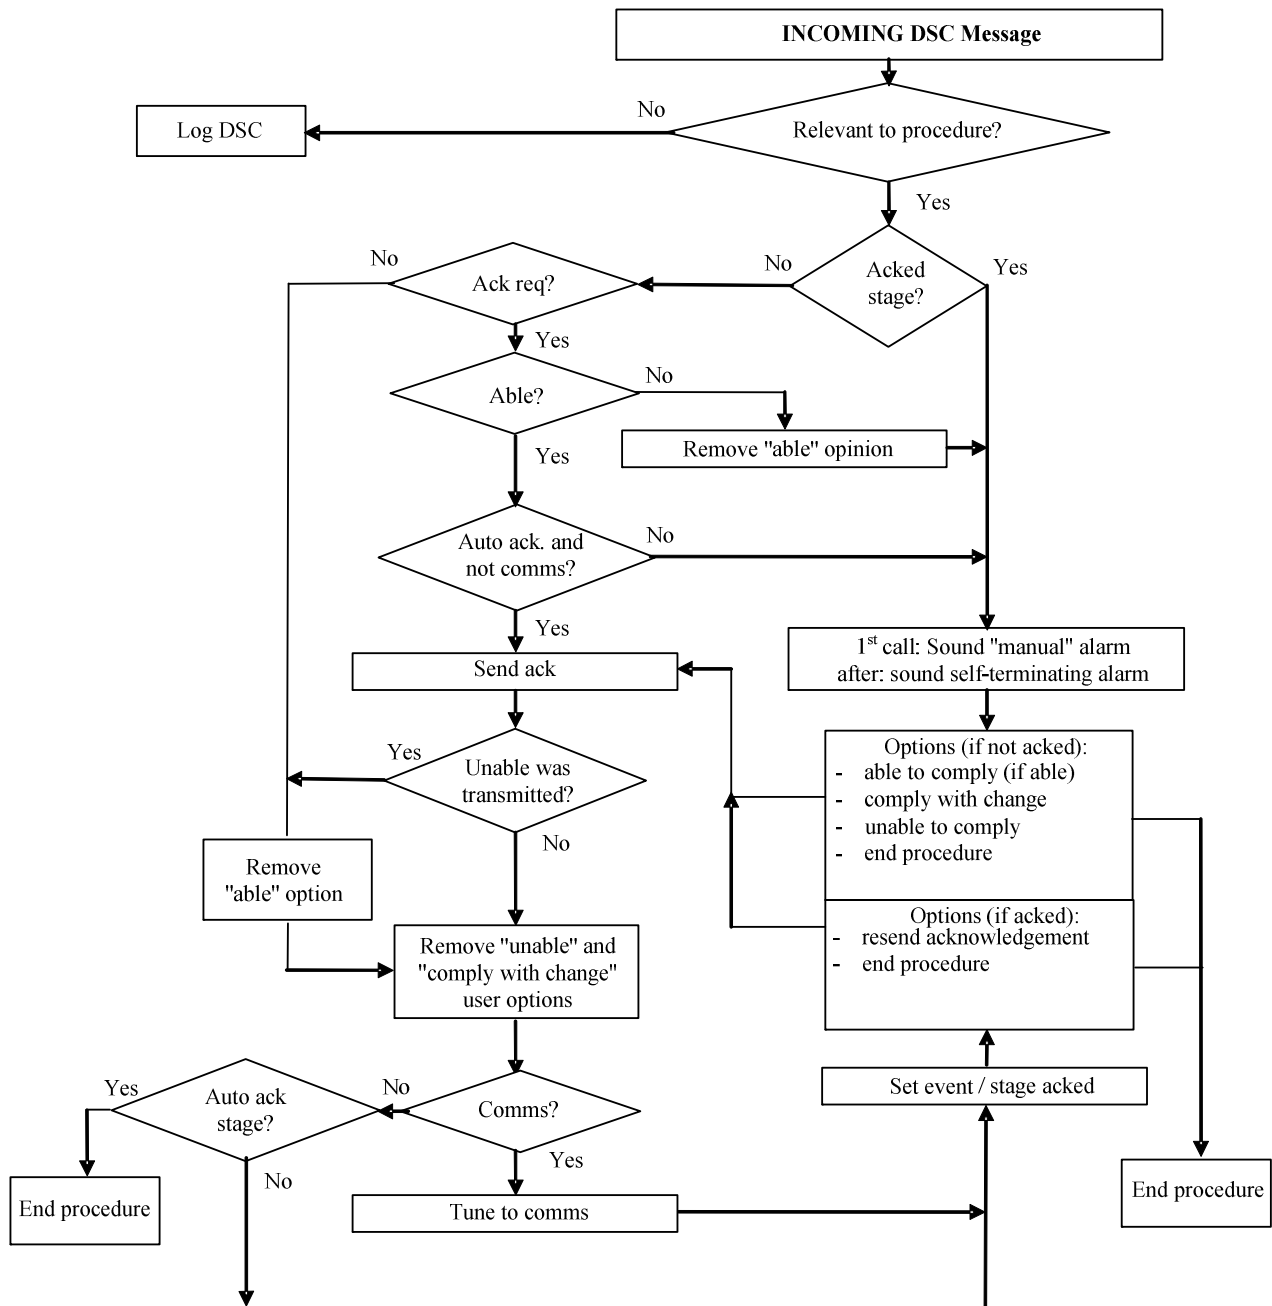 INCOMING DSC Message
No
Log DSC
Relevant to procedure?
Yes
No
Ack req?
No
Acked
stage?
Yes
Yes
Able?
No
Remove "able" opinion
Yes
Auto ack. and
not comms?
No
Yes
Send ack
1st call: Sound "manual" alarm
after: sound self-terminating alarm
Yes
Unable was
transmitted?
No
Options (if not acked):
- able to comply (if able)
- comply with change
- unable to comply
- end procedure
Remove
"able" option
Options (if acked):
- resend acknowledgement
- end procedure
Remove "unable" and
"comply with change"
user options
Yes
Auto ack
stage?
No
Comms?
Set event / stage acked
No
Yes
End procedure
Tune to comms
End procedure